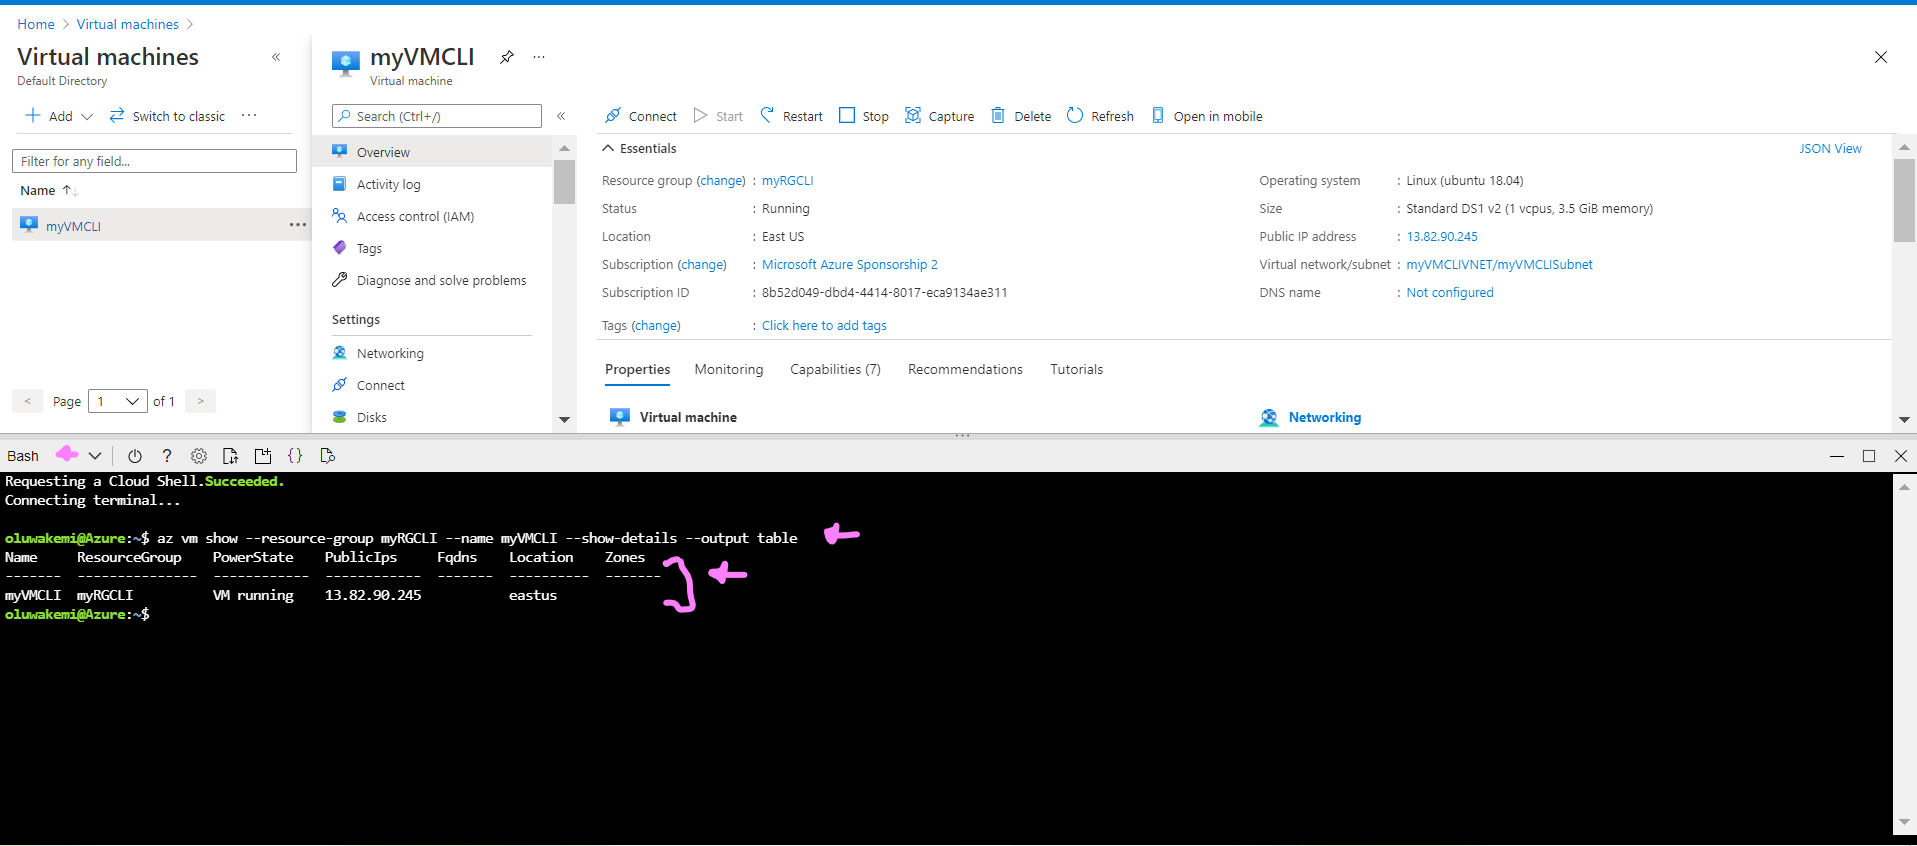 Home > Virtual machines >
Virtual machines «
Default Directory
+ Add Switch to classic ...
Filter for any field...
Name ↑↓
myVMCLI ...
< Page 1 of 1 >
myVMCLI ...
Virtual machine
Search (Ctrl+/) «
Overview
Activity log
Access control (IAM)
Tags
Diagnose and solve problems
Settings
Networking
Connect
Disks
Connect Start Restart Stop Capture Delete Refresh Open in mobile
Essentials JSON View
Resource group (change) : myRGCLI
Status : Running
Location : East US
Subscription (change) : Microsoft Azure Sponsorship 2
Subscription ID : 8b52d049-dbd4-4414-8017-eca9134ae311
Tags (change) : Click here to add tags
Operating system : Linux (ubuntu 18.04)
Size : Standard DS1 v2 (1 vcpus, 3.5 GiB memory)
Public IP address : 13.82.90.245
Virtual network/subnet : myVMCLIVNET/myVMCLISubnet
DNS name : Not configured
Properties Monitoring Capabilities (7) Recommendations Tutorials
Virtual machine Networking
Bash ? {}
Requesting a Cloud Shell.Succeeded.
Connecting terminal...
oluwakemi@Azure:~$ az vm show --resource-group myRGCLI --name myVMCLI --show-details --output table
Name ResourceGroup PowerState PublicIps Fqdns Location Zones
------- --------------- ------------ ------------ ------- ---------- -------
myVMCLI myRGCLI VM running 13.82.90.245 eastus
oluwakemi@Azure:~$